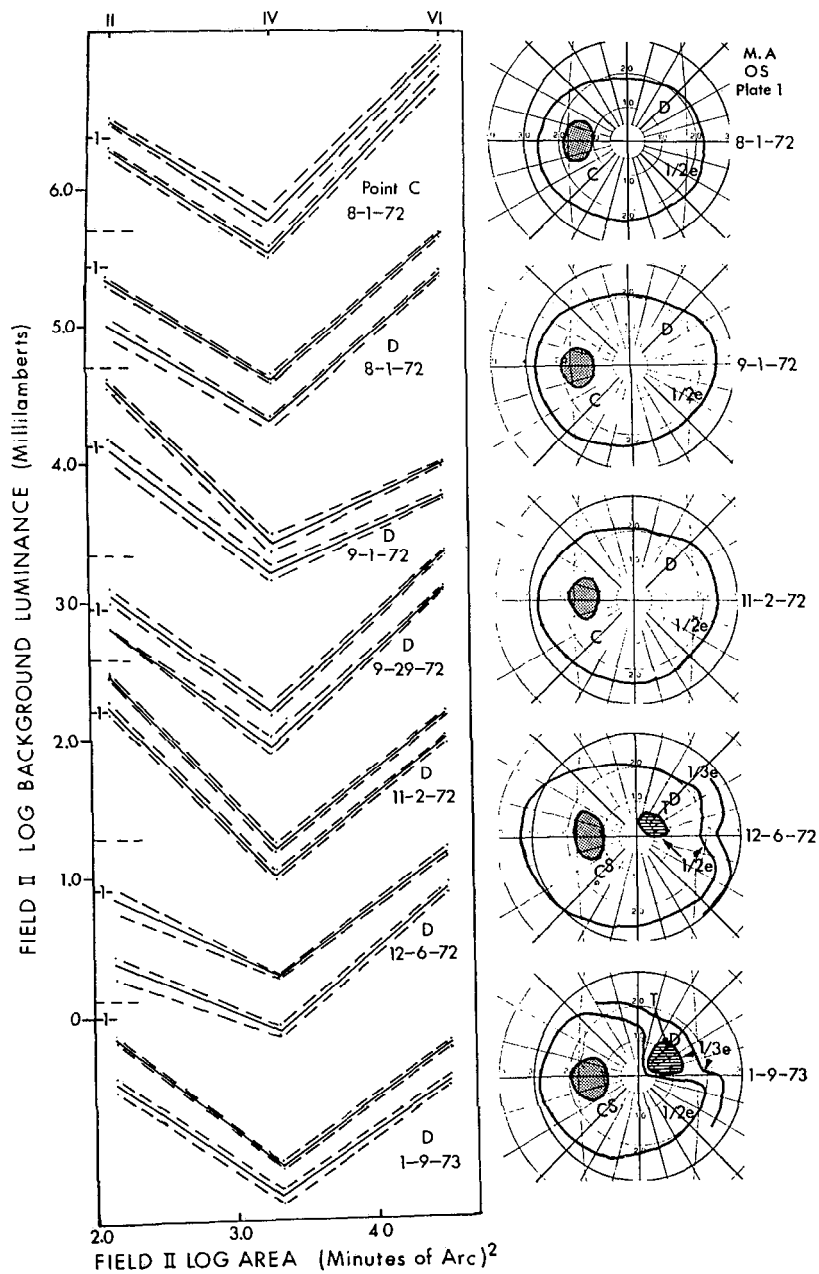 II IV VI
M.A
OS
Plate 1
8-1-72
9-1-72
11-2-72
12-6-72
1-9-73
FIELD II LOG BACKGROUND LUMINANCE (Millilamberts)
6.0
5.0
4.0
3.0
2.0
1.0
0
1
1
1
1
1
1
1
Point C
8-1-72
D
8-1-72
D
9-1-72
D
9-29-72
D
11-2-72
D
12-6-72
D
1-9-73
2.0 3.0 4.0
FIELD II LOG AREA (Minutes of Arc)2
D
C
1/2e
D
C
1/2e
D
C
1/2e
1/3e
T D
1/2e
C S
T
D
1/3e
C S
1/2e